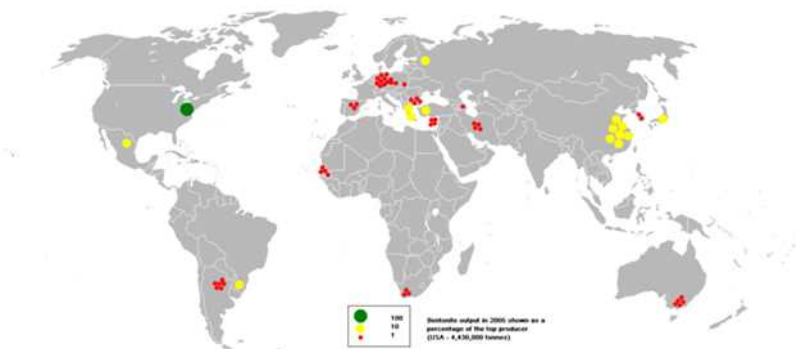 100
10
1
Bentonite output in 2005 shown as a
percentage of the top producer
(USA - 4,430,000 tonnes)